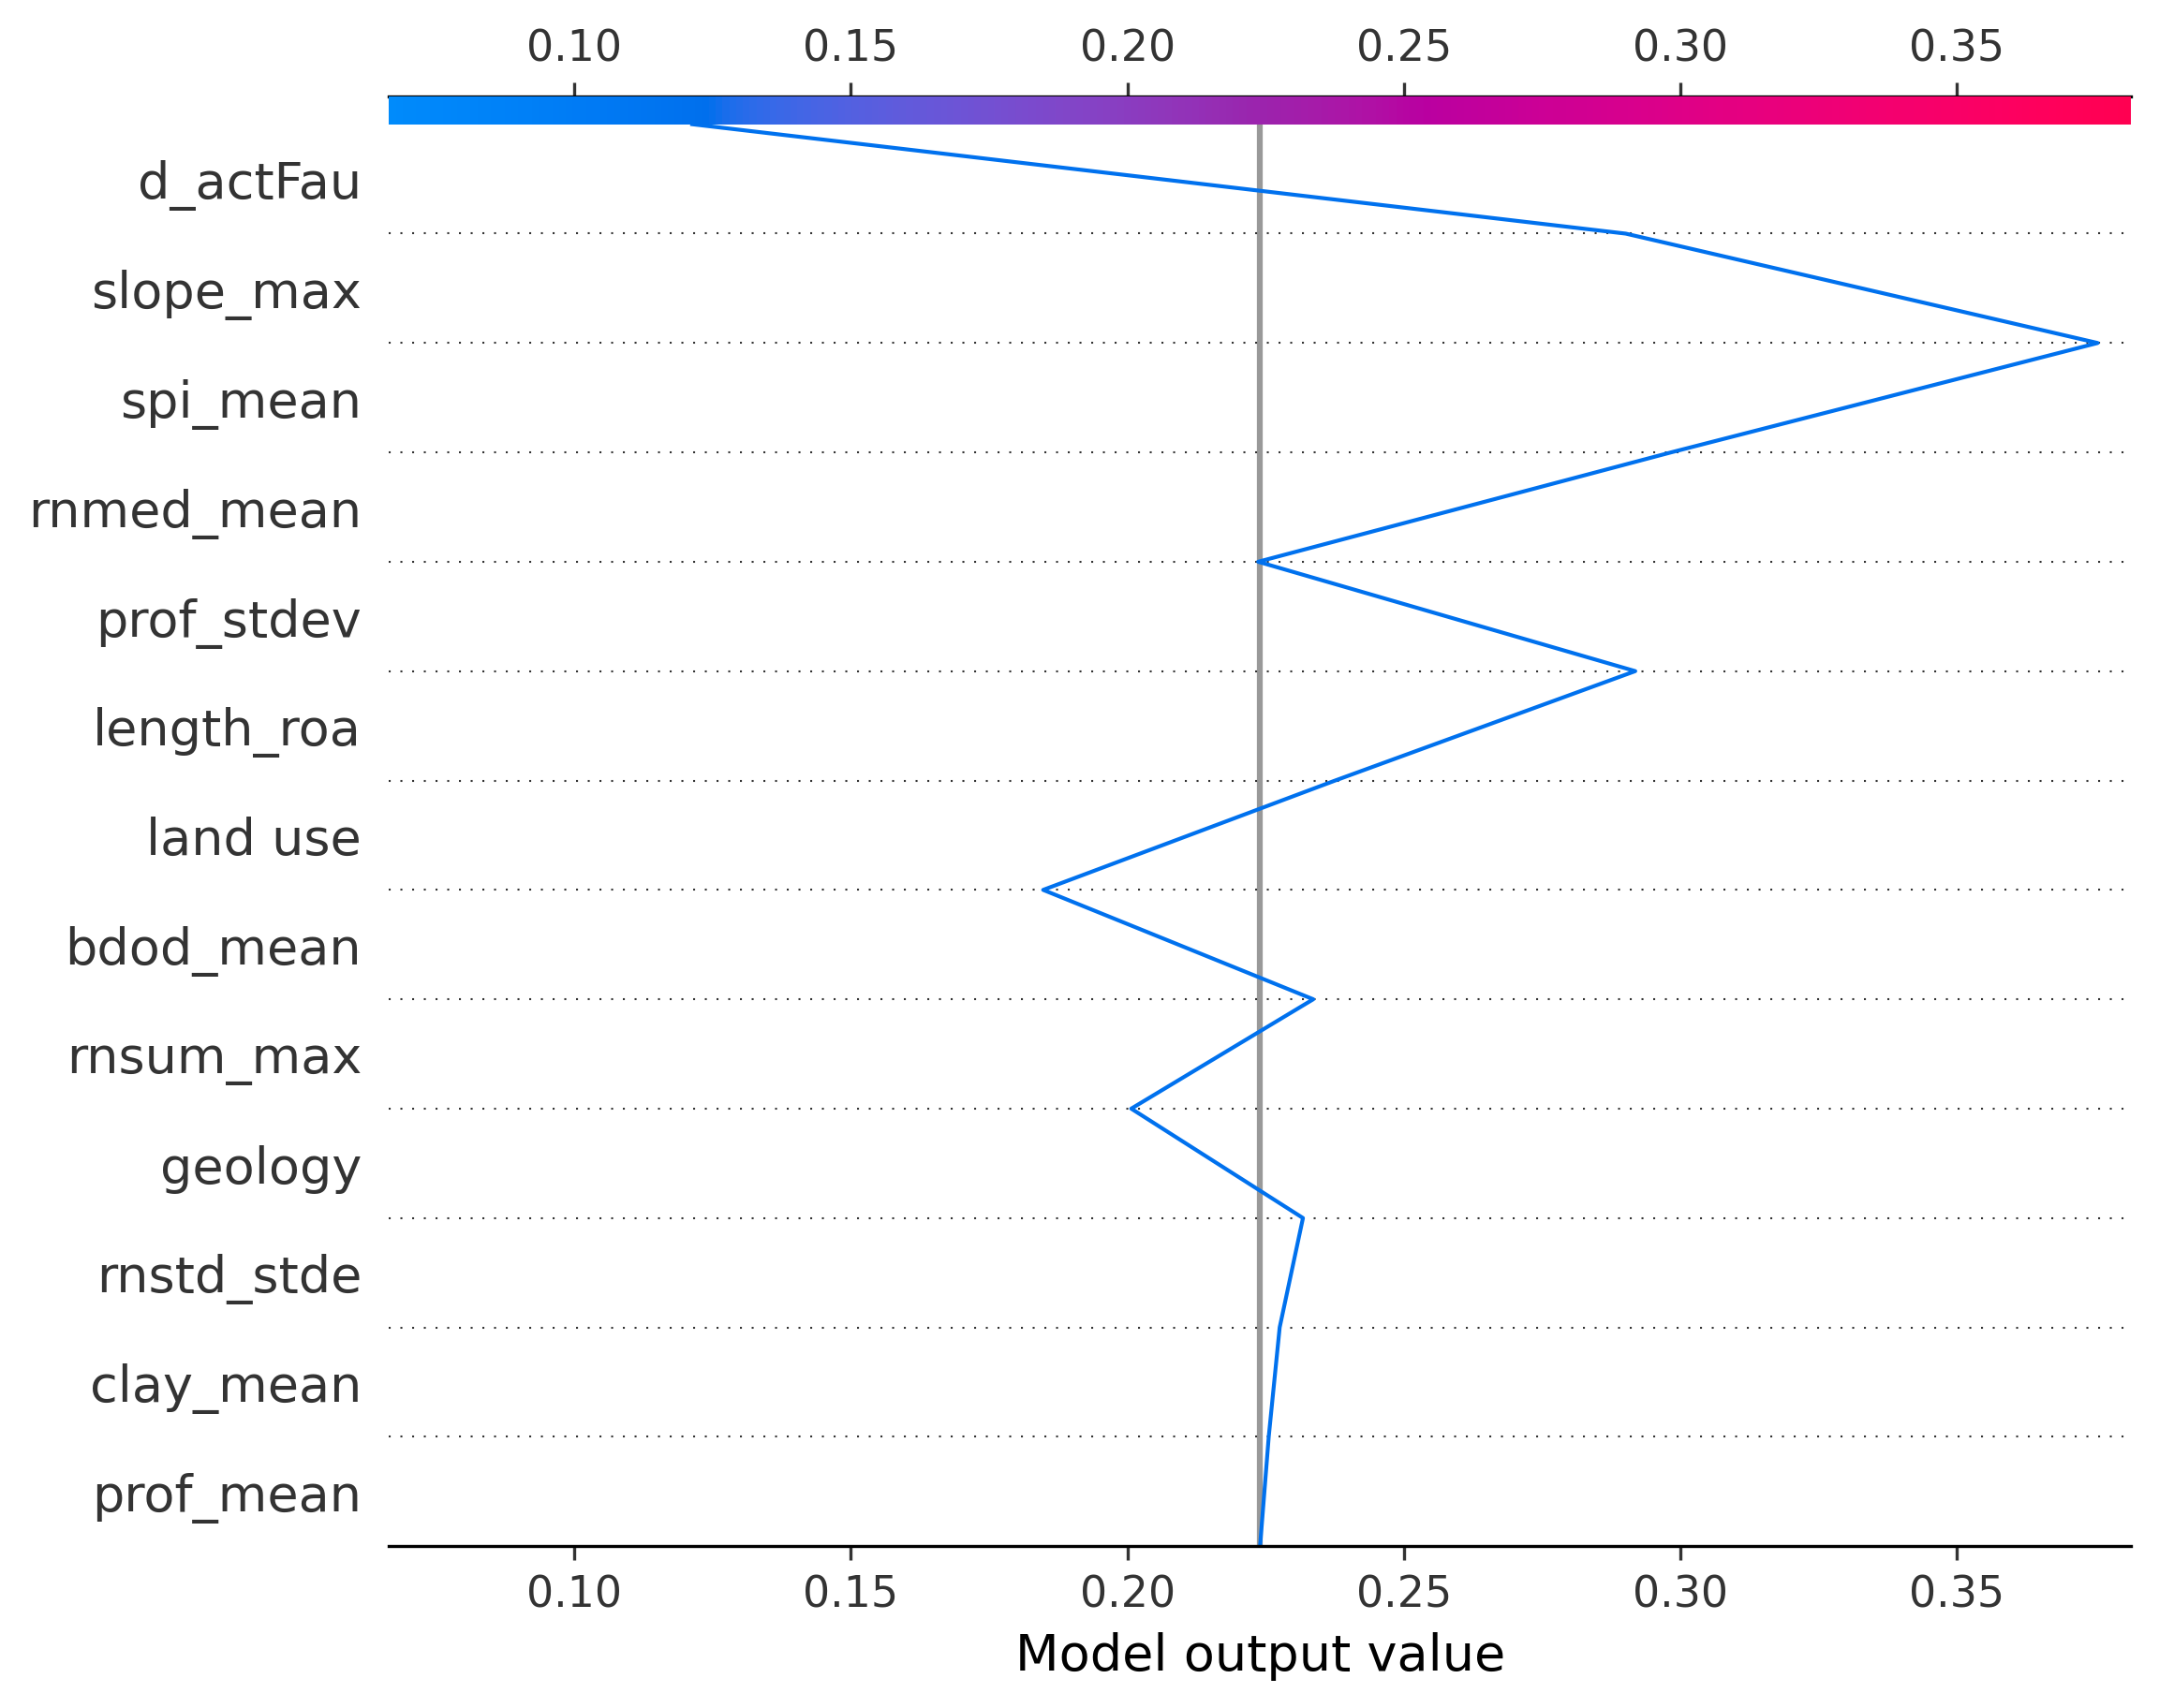 0.10 0.15 0.20 0.25 0.30 0.35
d_actFau
slope_max
spi_mean
rnmed_mean
prof_stdev
length_roa
land use
bdod_mean
rnsum_max
geology
rnstd_stde
clay_mean
prof_mean
0.10 0.15 0.20 0.25 0.30 0.35
Model output value